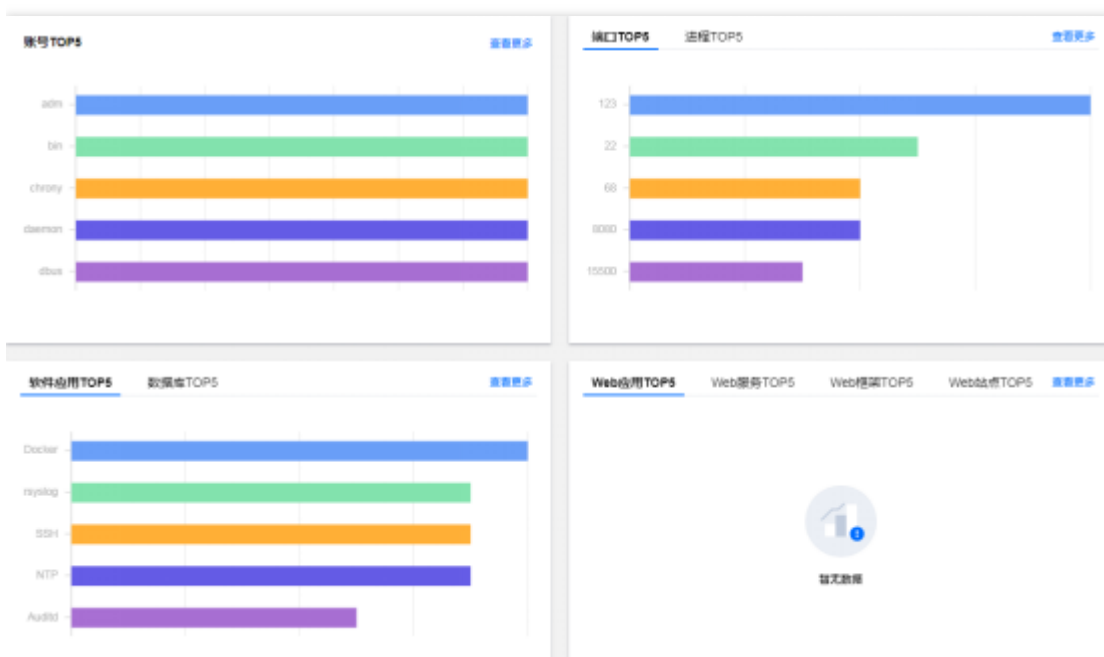 账号TOP5 查看更多
adm
bin
chrony
daemon
dbus
端口TOP5 进程TOP5 查看更多
123
22
68
8080
15500
软件应用TOP5 数据库TOP5 查看更多
Docker
rsyslog
SSH
NTP
Auditd
Web应用TOP5 Web服务TOP5 Web框架TOP5 Web站点TOP5 查看更多
暂无数据